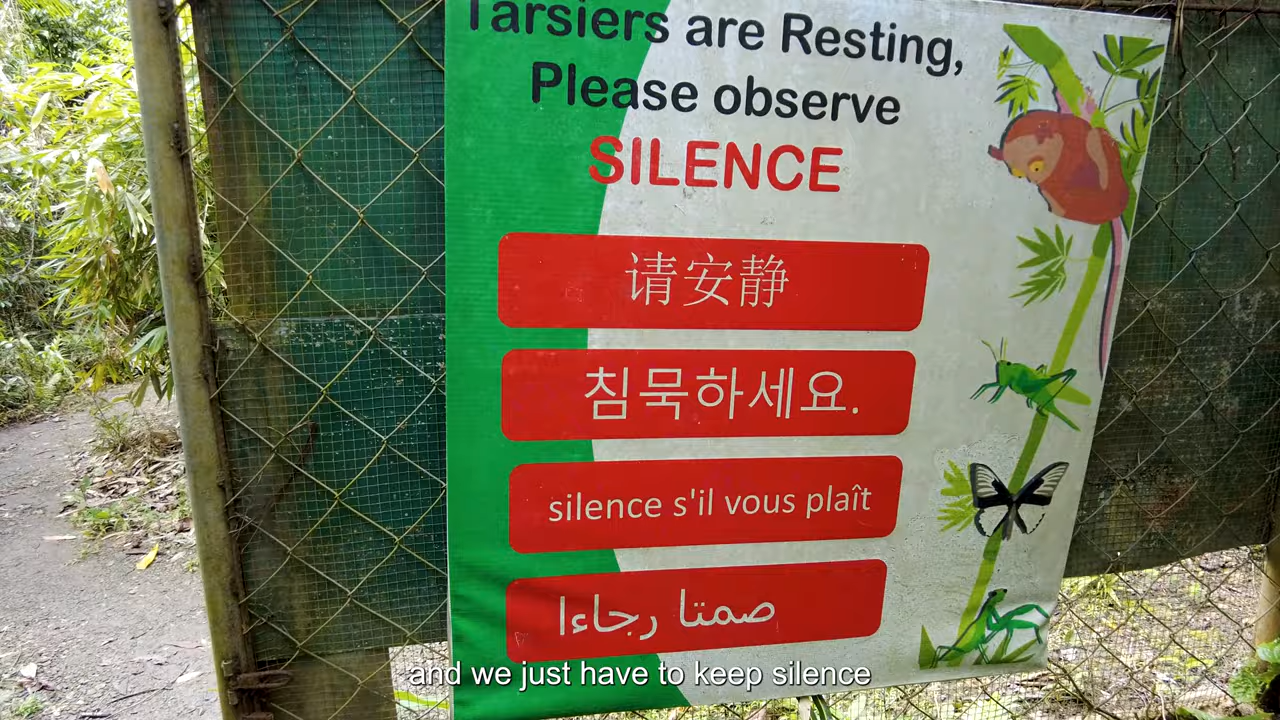 Tarsiers are Resting,
Please observe
SILENCE
请安静
침묵하세요.
silence s'il vous plaît
صمتا رجاءا
and we just have to keep silence